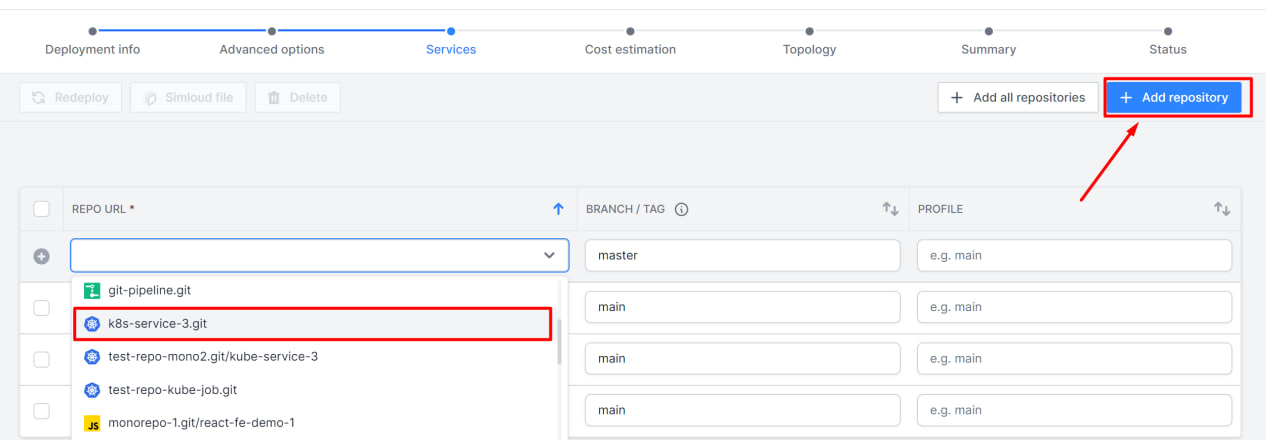 Deployment info Advanced options Services Cost estimation Topology Summary Status
Redeploy Simloud file Delete + Add all repositories + Add repository
REPO URL * BRANCH / TAG PROFILE
master e.g. main
git-pipeline.git
main e.g. main
k8s-service-3.git
test-repo-mono2.git/kube-service-3 main e.g. main
test-repo-kube-job.git
main e.g. main
JS monorepo-1.git/react-fe-demo-1